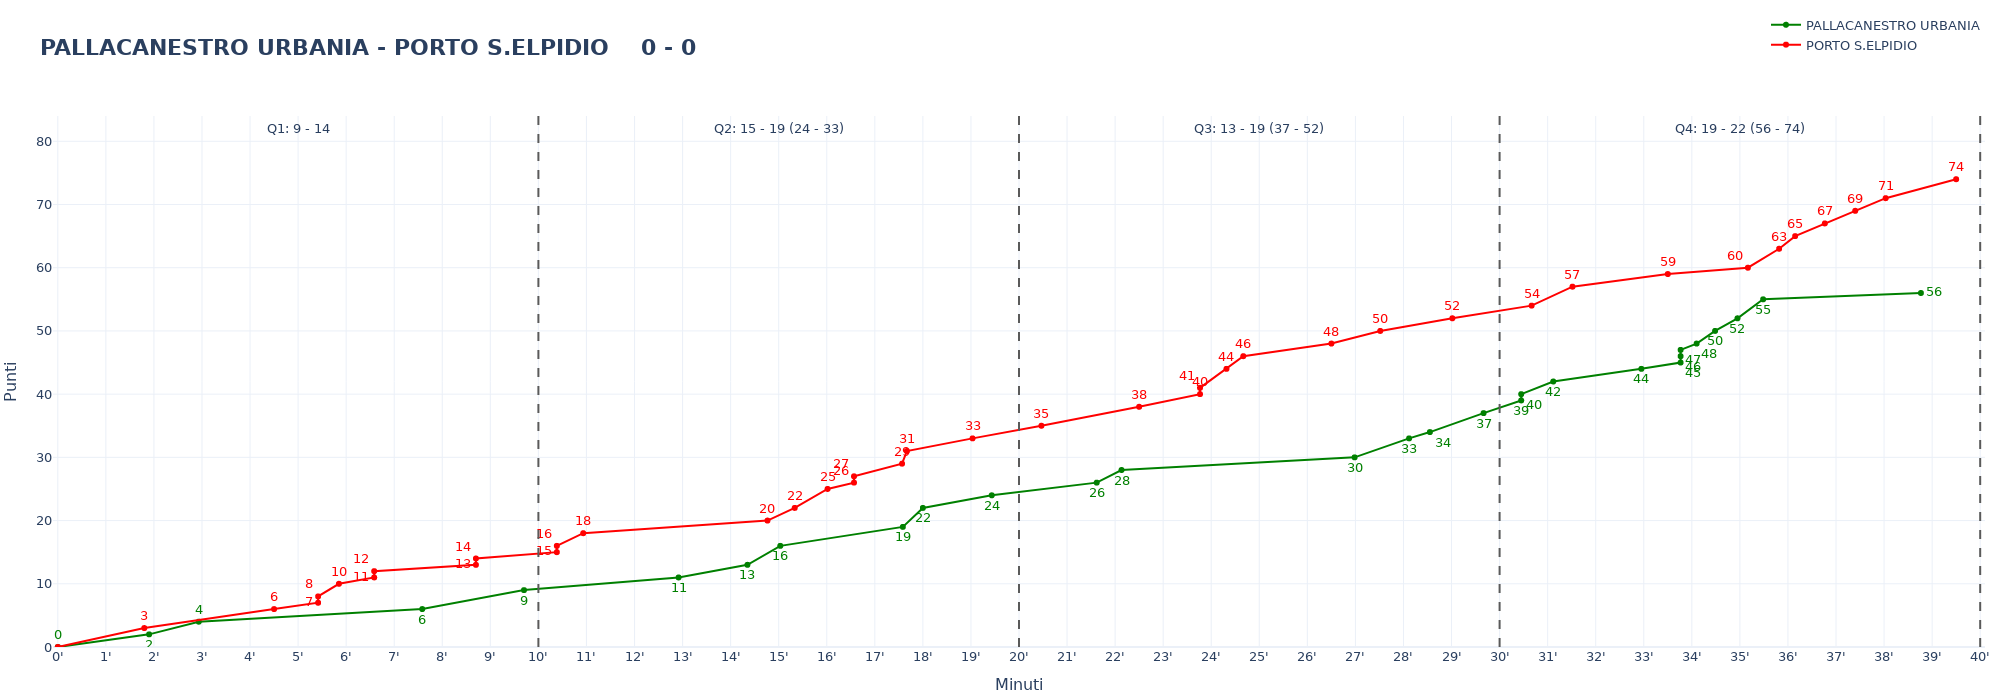 PALLACANESTRO URBANIA - PORTO S.ELPIDIO 0 - 0
PALLACANESTRO URBANIA
PORTO S.ELPIDIO
Q1: 9 - 14
Q2: 15 - 19 (24 - 33)
Q3: 13 - 19 (37 - 52)
Q4: 19 - 22 (56 - 74)
Punti
80
70
60
50
40
30
20
10
0
0 3 6 7 8 10 11 12 13 14 15 16 18 20 22 25 26 27 31 33 35 38 40 41 44 46 48 50 52 54 57 59 60 63 65 67 69 71 74
2 4 6 9 11 13 16 19 22 24 26 28 30 33 34 37 39 40 42 44 45 46 47 48 50 52 55 56
0' 1' 2' 3' 4' 5' 6' 7' 8' 9' 10' 11' 12' 13' 14' 15' 16' 17' 18' 19' 20' 21' 22' 23' 24' 25' 26' 27' 28' 29' 30' 31' 32' 33' 34' 35' 36' 37' 38' 39' 40'
Minuti